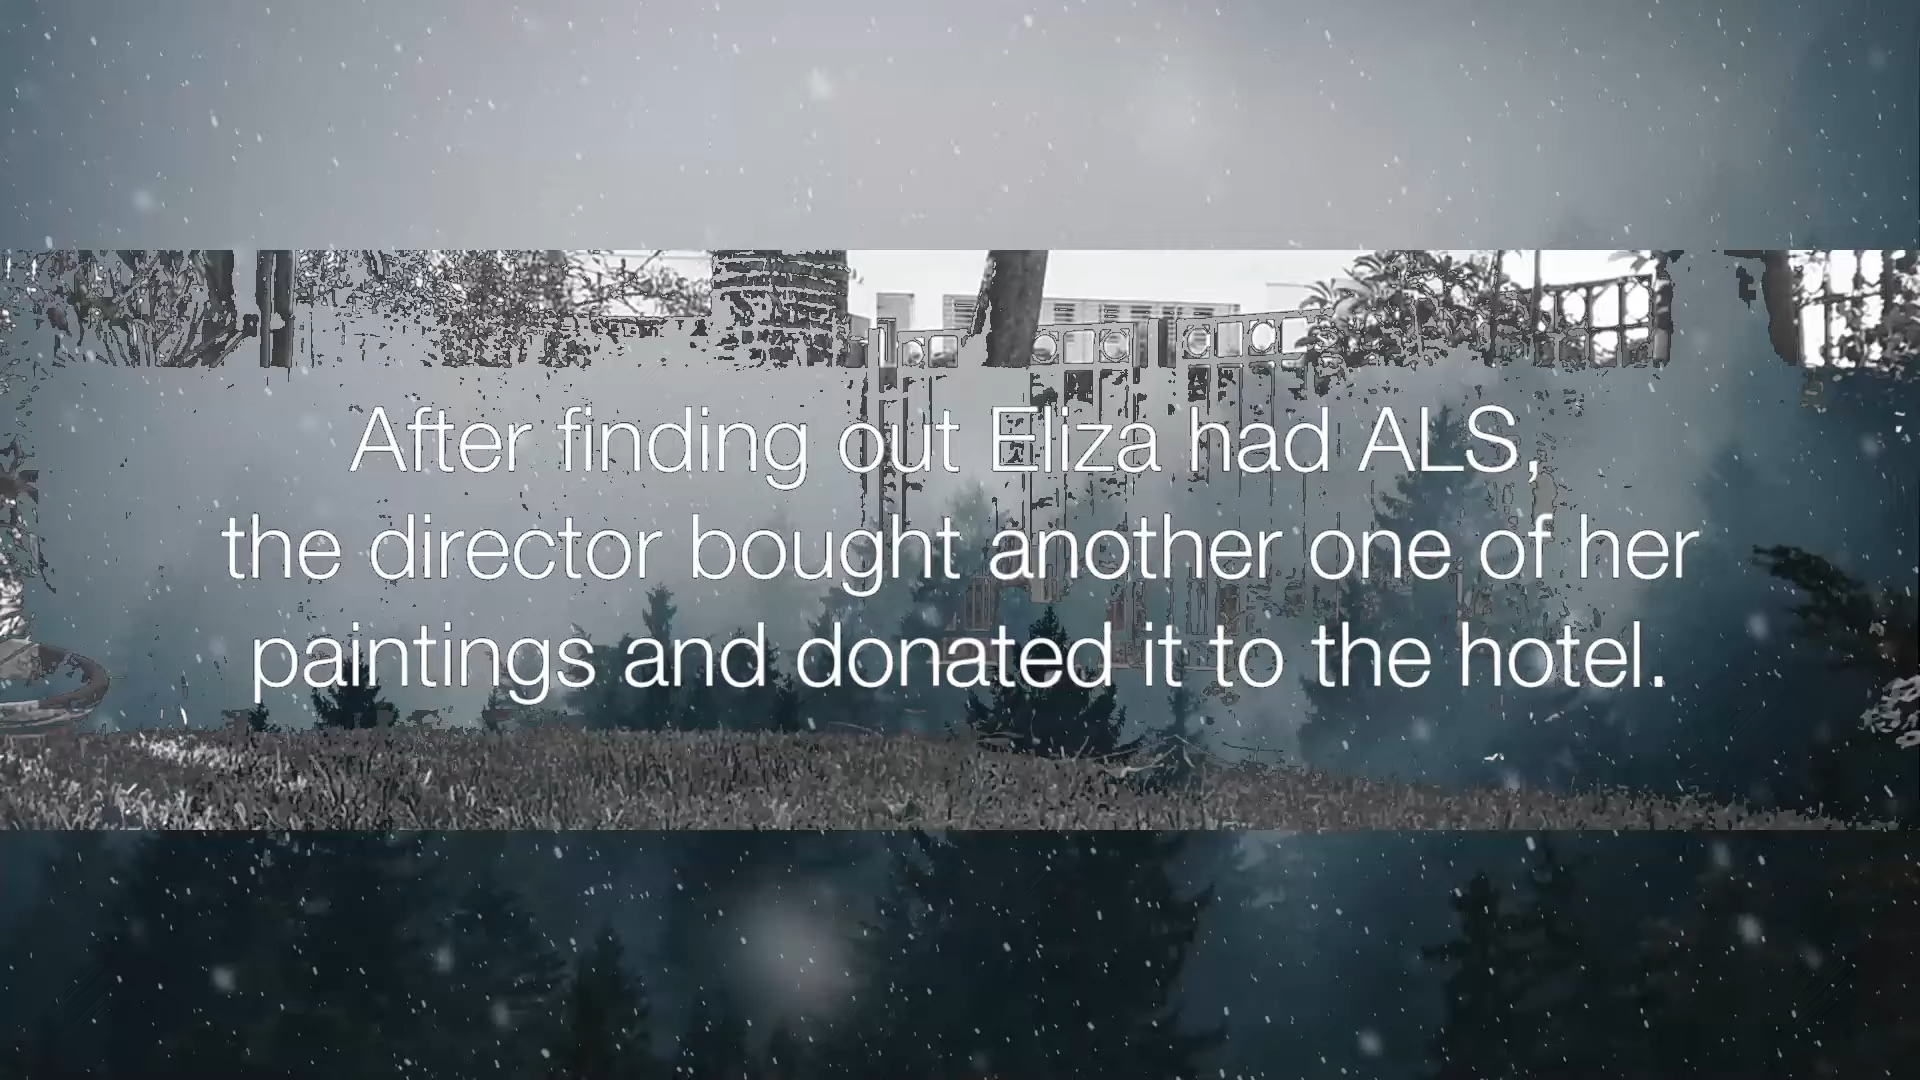 After finding out Eliza had ALS,
the director bought another one of her
paintings and donated it to the hotel.